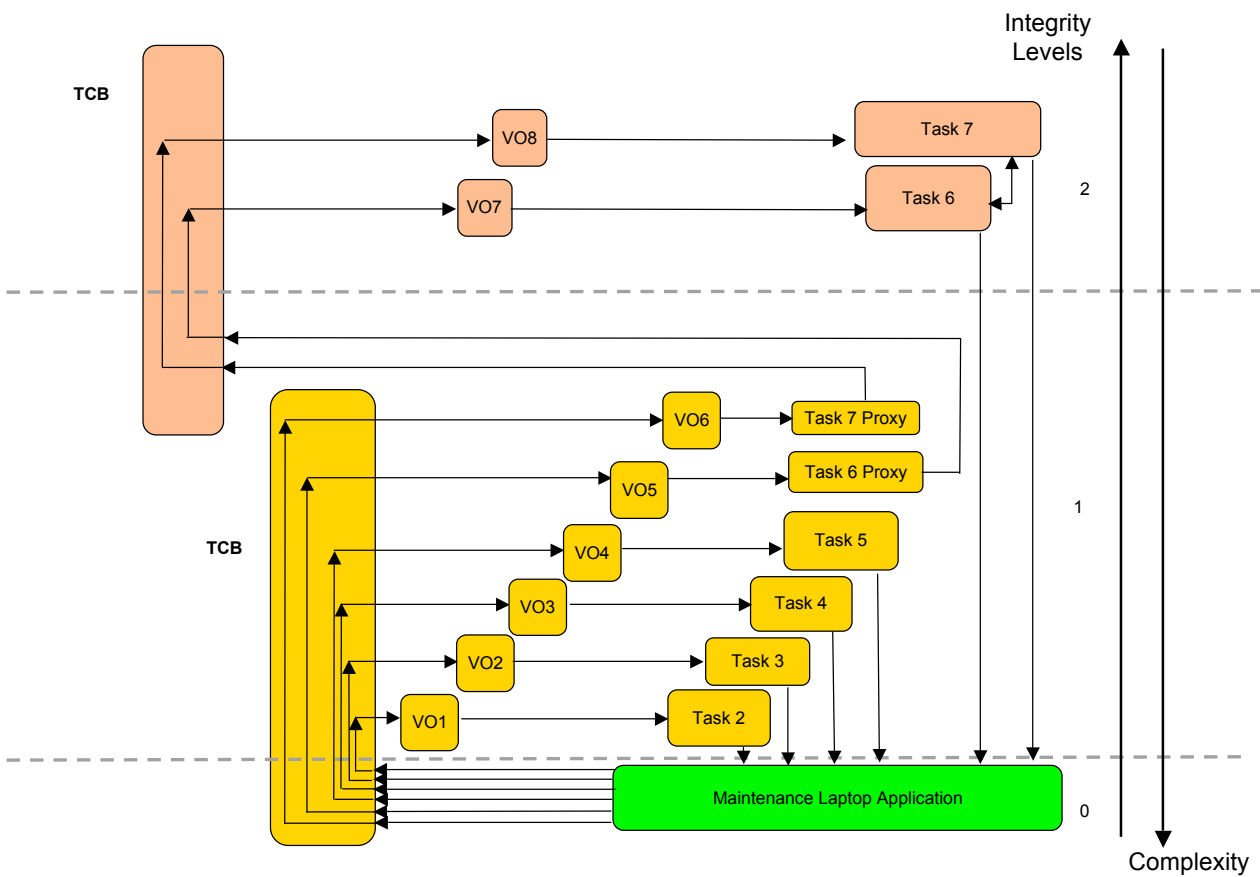 Integrity
Levels
TCB
VO8
Task 7
VO7
Task 6
2
VO6
Task 7 Proxy
VO5
Task 6 Proxy
1
TCB
VO4
Task 5
VO3
Task 4
VO2
Task 3
VO1
Task 2
Maintenance Laptop Application
0
Complexity